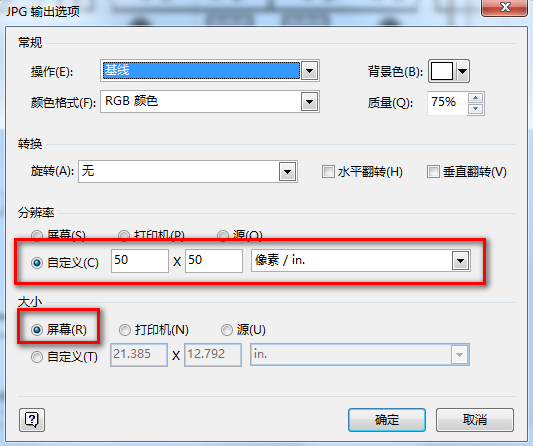 JPG 输出选项
常规
操作(E): 基线 背景色(B):
颜色格式(F): RGB 颜色 质量(Q): 75%
转换
旋转(A): 无 水平翻转(H) 垂直翻转(V)
分辨率
屏幕(S) 打印机(P) 源(O)
自定义(C) 50 X 50 像素 / in.
大小
屏幕(R) 打印机(N) 源(U)
自定义(T) 21.385 X 12.792 in.
确定 取消